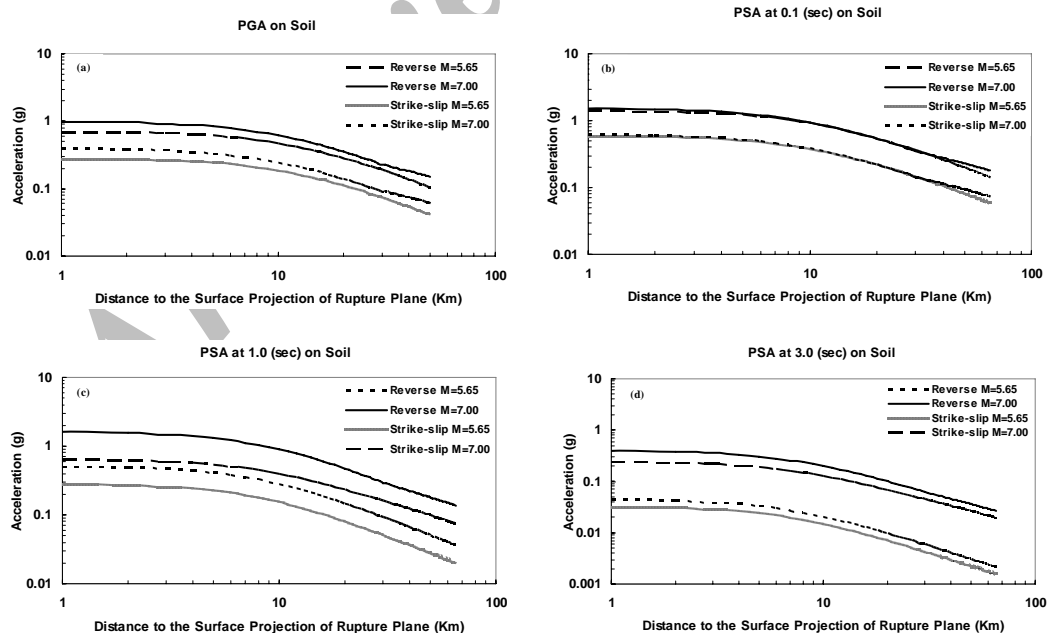 PGA on Soil
10
1
0.1
0.01
Acceleration (g)
(a)
Reverse M=5.65
Reverse M=7.00
Strike-slip M=5.65
Strike-slip M=7.00
1
10
100
Distance to the Surface Projection of Rupture Plane (Km)
PSA at 0.1 (sec) on Soil
10
1
0.1
0.01
Acceleration (g)
(b)
Reverse M=5.65
Reverse M=7.00
Strike-slip M=5.65
Strike-slip M=7.00
1
10
100
Distance to the Surface Projection of Rupture Plane (Km)
PSA at 1.0 (sec) on Soil
10
1
0.1
0.01
Acceleration (g)
(c)
Reverse M=5.65
Reverse M=7.00
Strike-slip M=5.65
Strike-slip M=7.00
1
10
100
Distance to the Surface Projection of Rupture Plane (Km)
PSA at 3.0 (sec) on Soil
10
1
0.1
0.01
0.001
Acceleration (g)
(d)
Reverse M=5.65
Reverse M=7.00
Strike-slip M=5.65
Strike-slip M=7.00
1
10
100
Distance to the Surface Projection of Rupture Plane (Km)